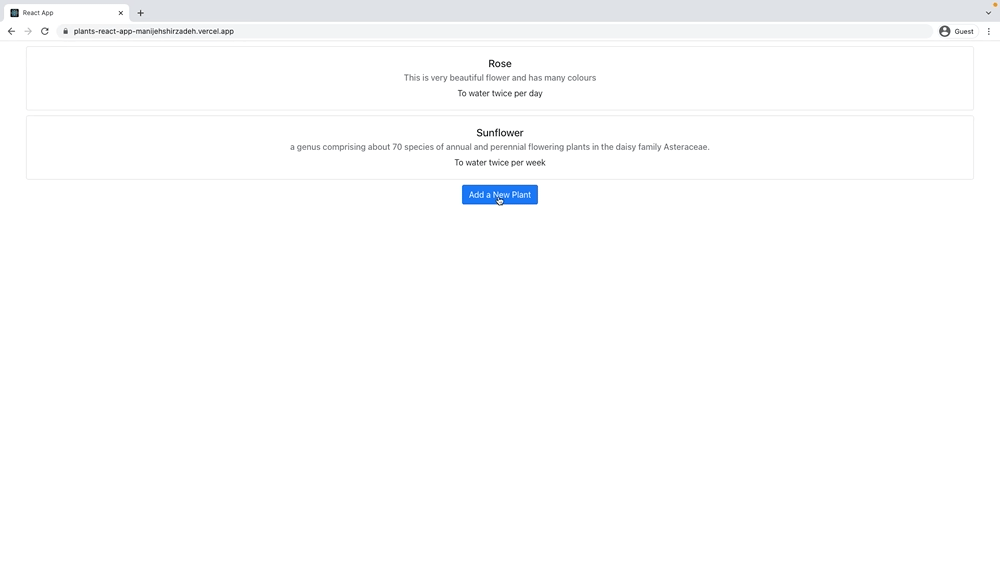 React App
plants-react-app-manijehshirzadeh.vercel.app
Guest
Rose
This is very beautiful flower and has many colours
To water twice per day
Sunflower
a genus comprising about 70 species of annual and perennial flowering plants in the daisy family Asteraceae.
To water twice per week
Add a New Plant